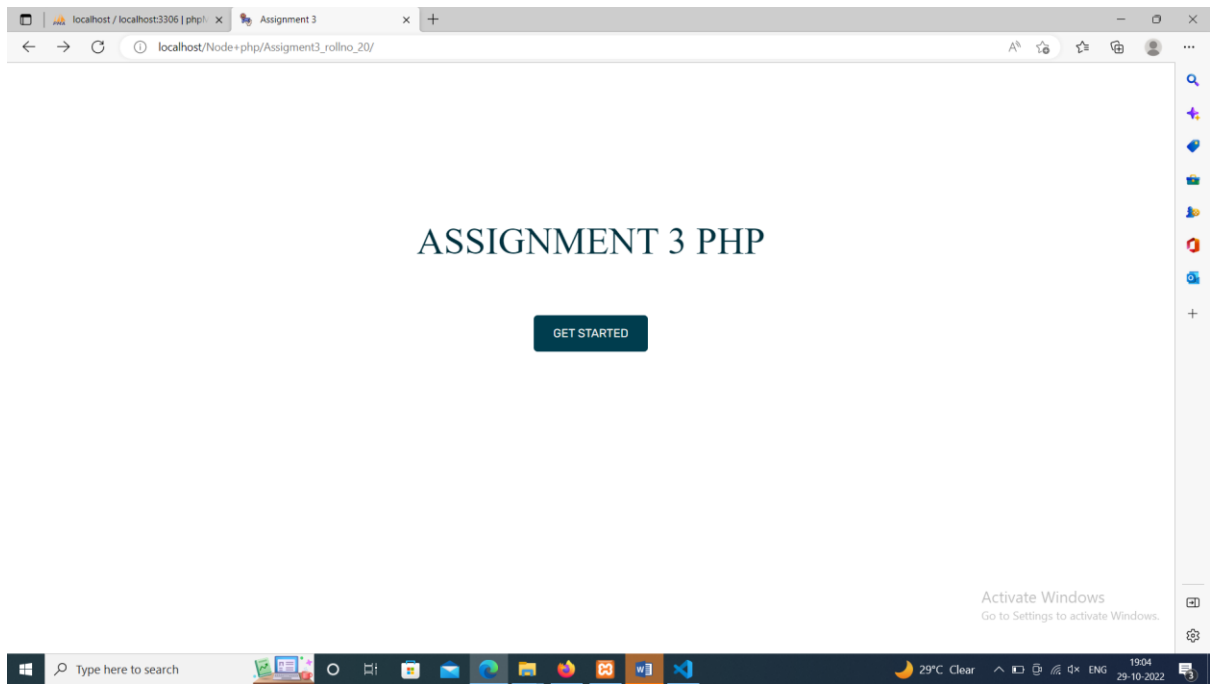 localhost / localhost:3306 | php
Assignment 3
localhost/Node+php/Assigment3_rollno_20/
ASSIGNMENT 3 PHP
GET STARTED
Activate Windows
Go to Settings to activate Windows.
Type here to search
29°C Clear
ENG
19:04
29-10-2022
3